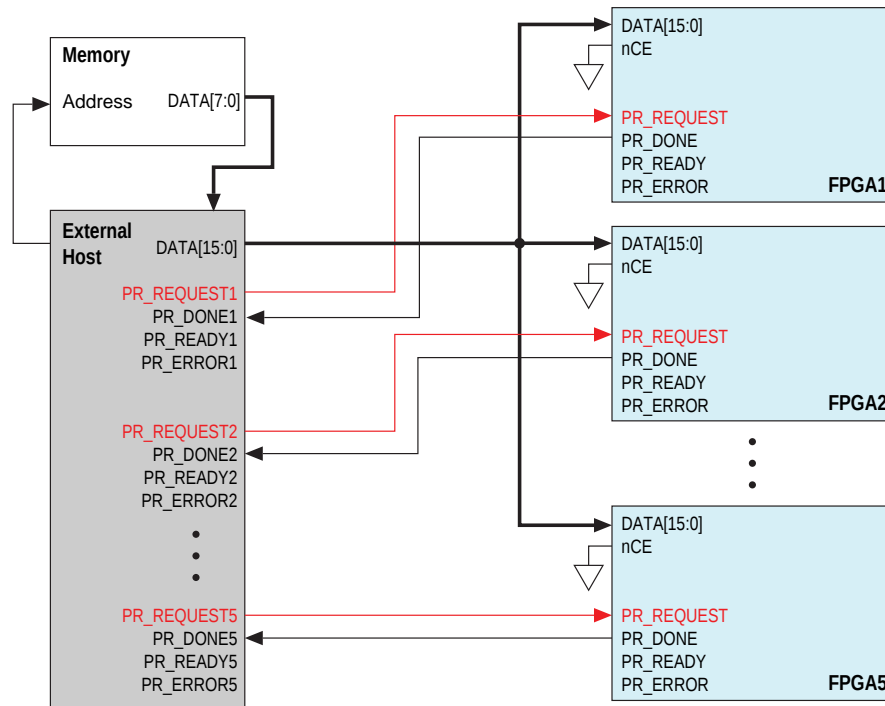 Memory
Address
DATA[7:0]
External
Host
DATA[15:0]
PR_REQUEST1
PR_DONE1
PR_READY1
PR_ERROR1
PR_REQUEST2
PR_DONE2
PR_READY2
PR_ERROR2
PR_REQUEST5
PR_DONE5
PR_READY5
PR_ERROR5
DATA[15:0]
nCE
PR_REQUEST
PR_DONE
PR_READY
PR_ERROR
FPGA1
DATA[15:0]
nCE
PR_REQUEST
PR_DONE
PR_READY
PR_ERROR
FPGA2
DATA[15:0]
nCE
PR_REQUEST
PR_DONE
PR_READY
PR_ERROR
FPGA5